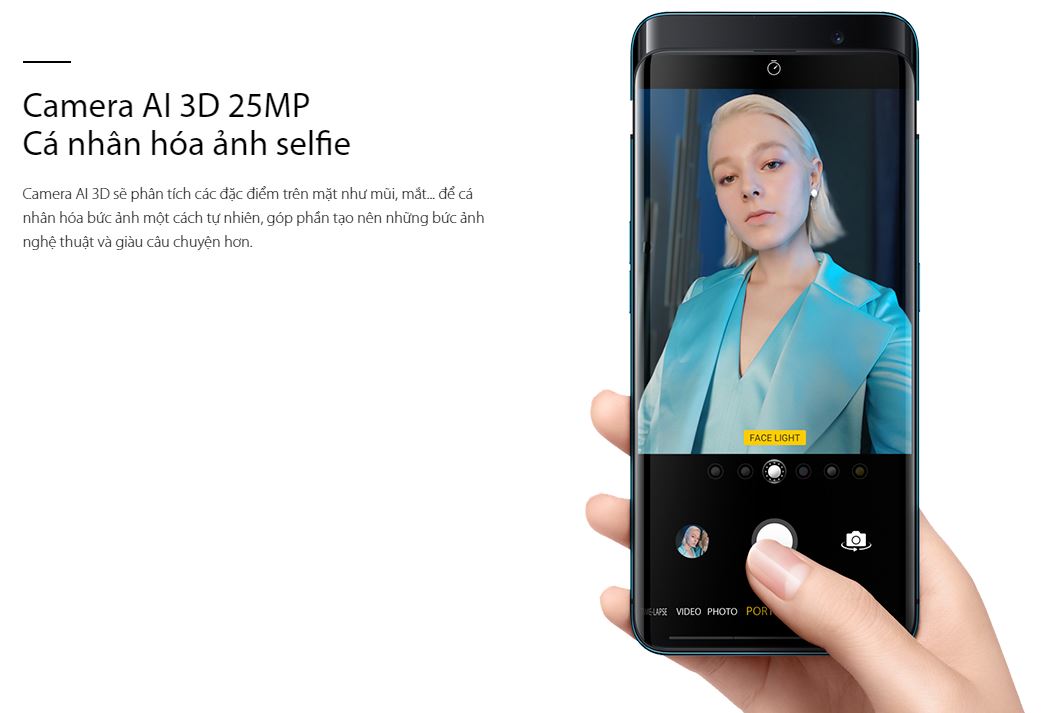 Camera AI 3D 25MP
Cá nhân hóa ảnh selfie
Camera AI 3D sẽ phân tích các đặc điểm trên mặt như mũi, mắt... để cá
nhân hóa bức ảnh một cách tự nhiên, góp phần tạo nên những bức ảnh
nghệ thuật và giàu câu chuyện hơn.
FACE LIGHT
VIDEO PHOTO